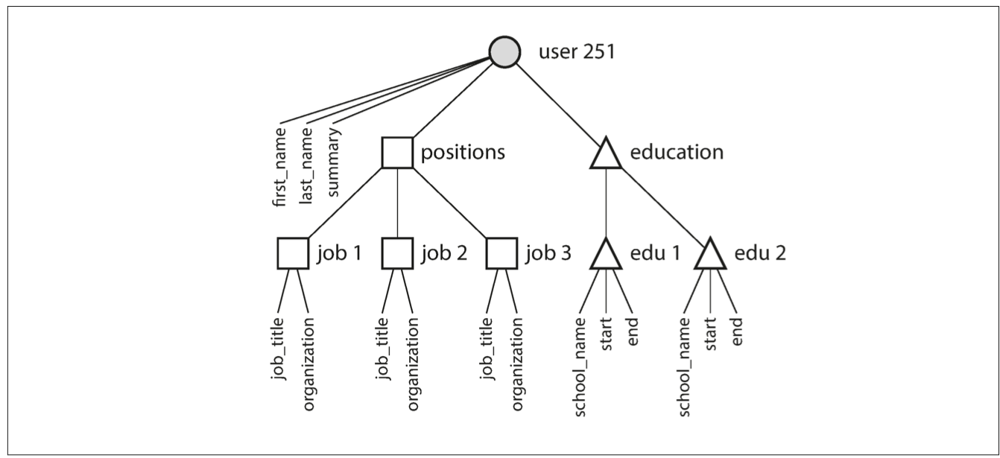 user 251
first_name
last_name
summary
positions
education
job 1
job 2
job 3
edu 1
edu 2
job_title
organization
job_title
organization
job_title
organization
school_name
start
end
school_name
start
end